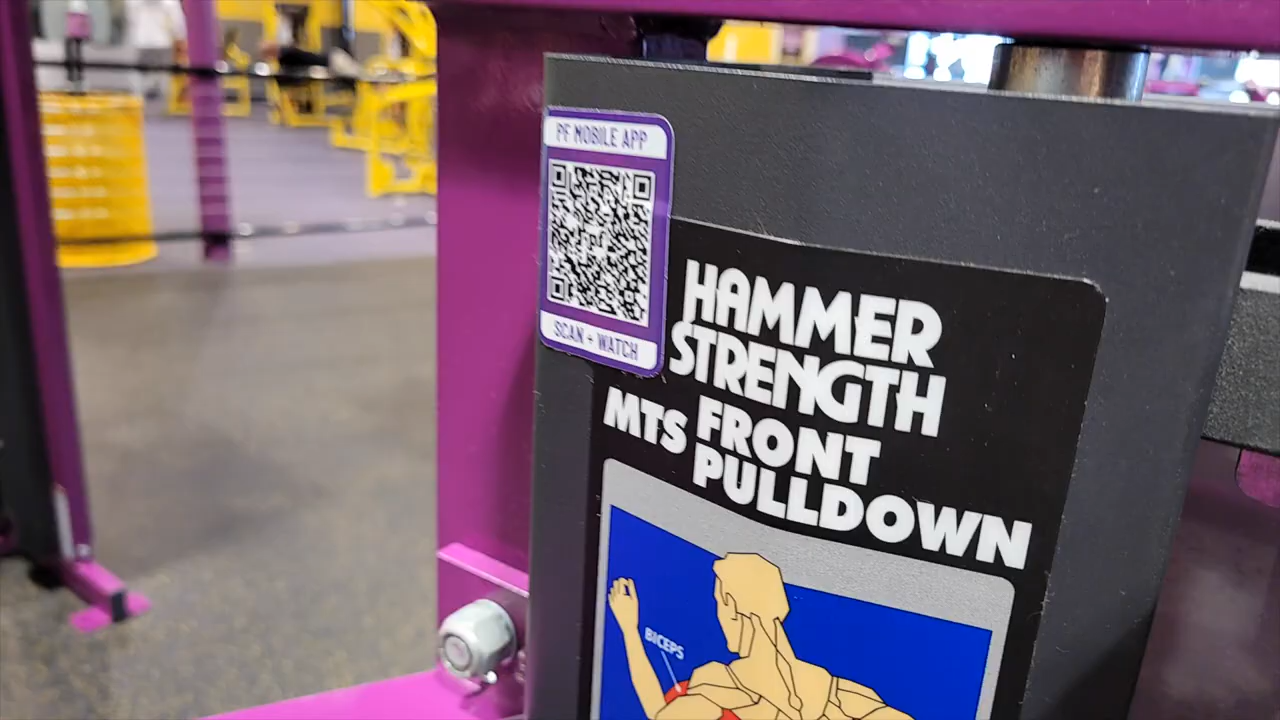 PF MOBILE APP
SCAN + WATCH
HAMMER
STRENGTH
MTS FRONT
PULLDOWN
BICEPS